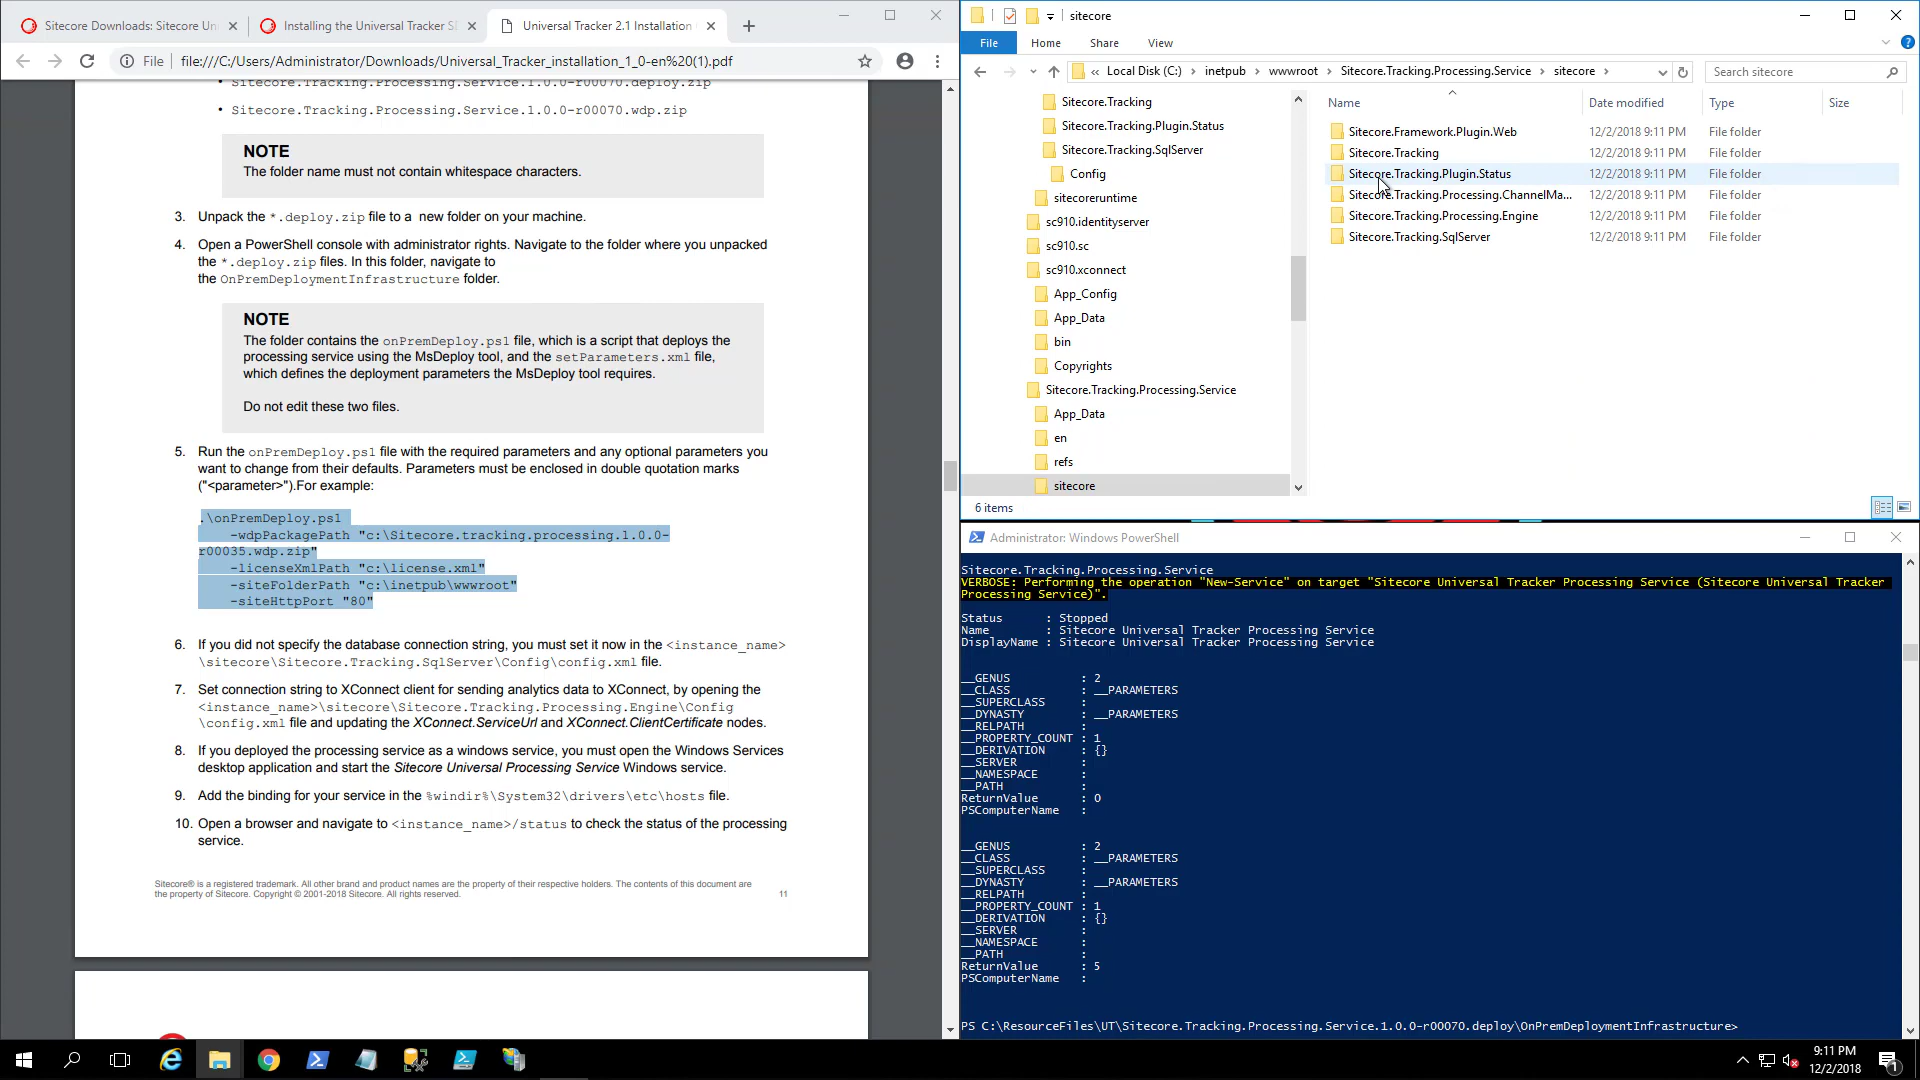 Sitecore Downloads: Sitecore Un
Installing the Universal Tracker S
Universal Tracker 2.1 Installation
File
file:///C:/Users/Administrator/Downloads/Universal_Tracker_installation_1_0-en%20(1).pdf
• Sitecore.Tracking.Processing.Service.1.0.0-r00070.deploy.zip
• Sitecore.Tracking.Processing.Service.1.0.0-r00070.wdp.zip
NOTE
The folder name must not contain whitespace characters.
3. Unpack the *.deploy.zip file to a new folder on your machine.
4. Open a PowerShell console with administrator rights. Navigate to the folder where you unpacked
the *.deploy.zip files. In this folder, navigate to
the OnPremDeploymentInfrastructure folder.
NOTE
The folder contains the onPremDeploy.ps1 file, which is a script that deploys the
processing service using the MsDeploy tool, and the setParameters.xml file,
which defines the deployment parameters the MsDeploy tool requires.
Do not edit these two files.
5. Run the onPremDeploy.ps1 file with the required parameters and any optional parameters you
want to change from their defaults. Parameters must be enclosed in double quotation marks
("<parameter>").For example:
.\onPremDeploy.ps1
-wdpPackagePath "c:\Sitecore.tracking.processing.1.0.0-
r00035.wdp.zip"
-licenseXmlPath "c:\license.xml"
-siteFolderPath "c:\inetpub\wwwroot"
-siteHttpPort "80"
6. If you did not specify the database connection string, you must set it now in the <instance_name>
\sitecore\Sitecore.Tracking.SqlServer\Config\config.xml file.
7. Set connection string to XConnect client for sending analytics data to XConnect, by opening the
<instance_name>\sitecore\Sitecore.Tracking.Processing.Engine\Config
\config.xml file and updating the XConnect.ServiceUrl and XConnect.ClientCertificate nodes.
8. If you deployed the processing service as a windows service, you must open the Windows Services
desktop application and start the Sitecore Universal Processing Service Windows service.
9. Add the binding for your service in the %windir%\System32\drivers\etc\hosts file.
10. Open a browser and navigate to <instance_name>/status to check the status of the processing
service.
Sitecore® is a registered trademark. All other brand and product names are the property of their respective holders. The contents of this document are
the property of Sitecore. Copyright © 2001-2018 Sitecore. All rights reserved.
11
sitecore
File
Home
Share
View
« Local Disk (C:) › inetpub › wwwroot › Sitecore.Tracking.Processing.Service › sitecore ›
Search sitecore
Sitecore.Tracking
Sitecore.Tracking.Plugin.Status
Sitecore.Tracking.SqlServer
Config
sitecoreruntime
sc910.identityserver
sc910.sc
sc910.xconnect
App_Config
App_Data
bin
Copyrights
Sitecore.Tracking.Processing.Service
App_Data
en
refs
sitecore
Name Date modified Type Size
Sitecore.Framework.Plugin.Web 12/2/2018 9:11 PM File folder
Sitecore.Tracking 12/2/2018 9:11 PM File folder
Sitecore.Tracking.Plugin.Status 12/2/2018 9:11 PM File folder
Sitecore.Tracking.Processing.ChannelMa... 12/2/2018 9:11 PM File folder
Sitecore.Tracking.Processing.Engine 12/2/2018 9:11 PM File folder
Sitecore.Tracking.SqlServer 12/2/2018 9:11 PM File folder
6 items
Administrator: Windows PowerShell
Sitecore.Tracking.Processing.Service
VERBOSE: Performing the operation "New-Service" on target "Sitecore Universal Tracker Processing Service (Sitecore Universal Tracker
Processing Service)".
Status : Stopped
Name : Sitecore Universal Tracker Processing Service
DisplayName : Sitecore Universal Tracker Processing Service
__GENUS : 2
__CLASS : __PARAMETERS
__SUPERCLASS :
__DYNASTY : __PARAMETERS
__RELPATH :
__PROPERTY_COUNT : 1
__DERIVATION : {}
__SERVER :
__NAMESPACE :
__PATH :
ReturnValue : 0
PSComputerName :
__GENUS : 2
__CLASS : __PARAMETERS
__SUPERCLASS :
__DYNASTY : __PARAMETERS
__RELPATH :
__PROPERTY_COUNT : 1
__DERIVATION : {}
__SERVER :
__NAMESPACE :
__PATH :
ReturnValue : 5
PSComputerName :
PS C:\ResourceFiles\UT\Sitecore.Tracking.Processing.Service.1.0.0-r00070.deploy\OnPremDeploymentInfrastructure>
9:11 PM
12/2/2018
1